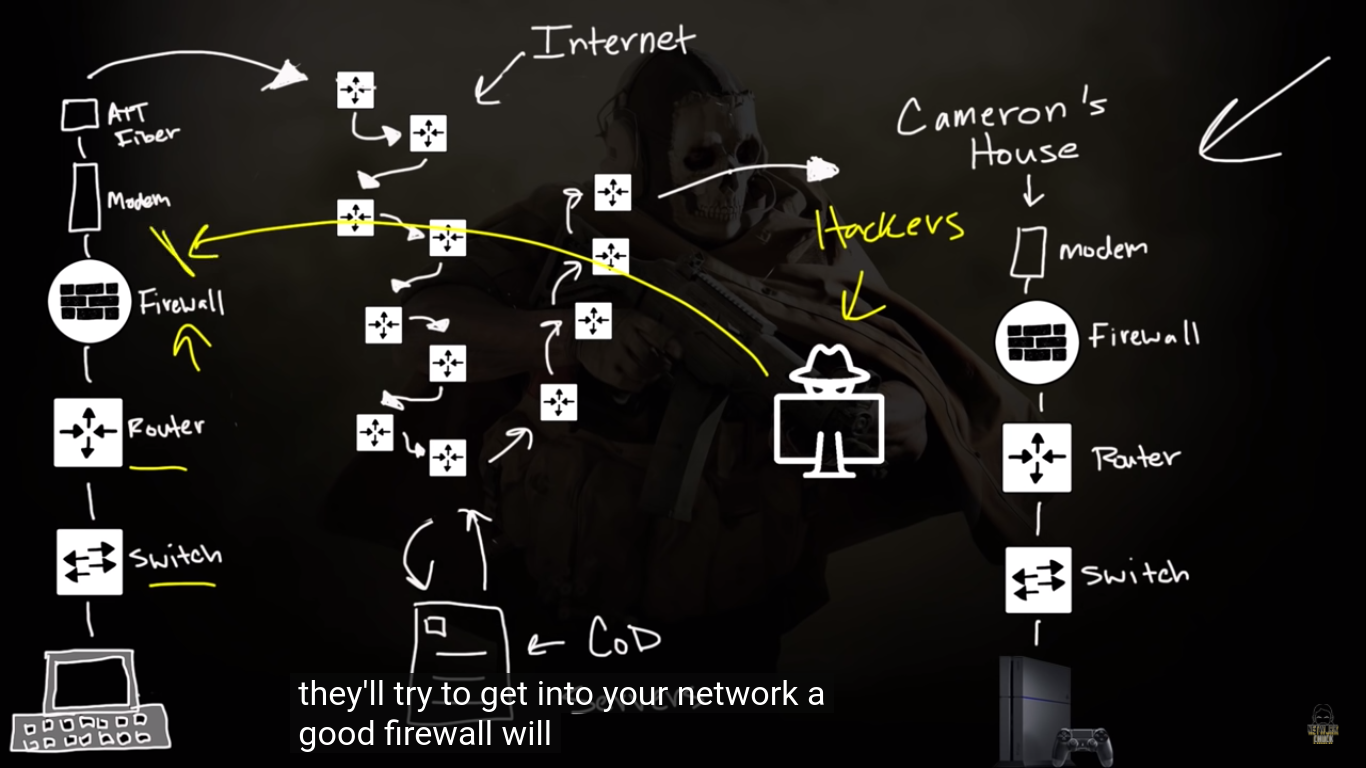 Internet
AT&T
Fiber
Modem
Firewall
Router
Switch
Hackers
Cameron's
House
modem
Firewall
Router
Switch
CoD
they'll try to get into your network a
good firewall will